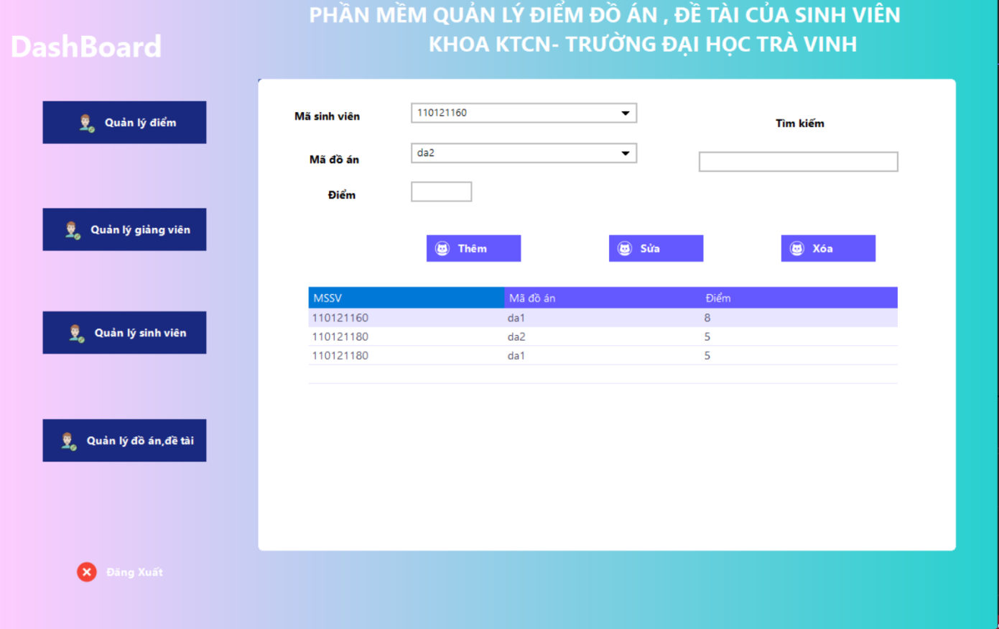 PHẦN MỀM QUẢN LÝ ĐIỂM ĐỒ ÁN , ĐỀ TÀI CỦA SINH VIÊN
KHOA KTCN- TRƯỜNG ĐẠI HỌC TRÀ VINH
DashBoard
Quản lý điểm
Quản lý giảng viên
Quản lý sinh viên
Quản lý đồ án,đề tài
Đăng Xuất
Mã sinh viên 110121160
Tìm kiếm
Mã đồ án da2
Điểm
Thêm Sửa Xóa
MSSV Mã đồ án Điểm
110121160 da1 8
110121180 da2 5
110121180 da1 5